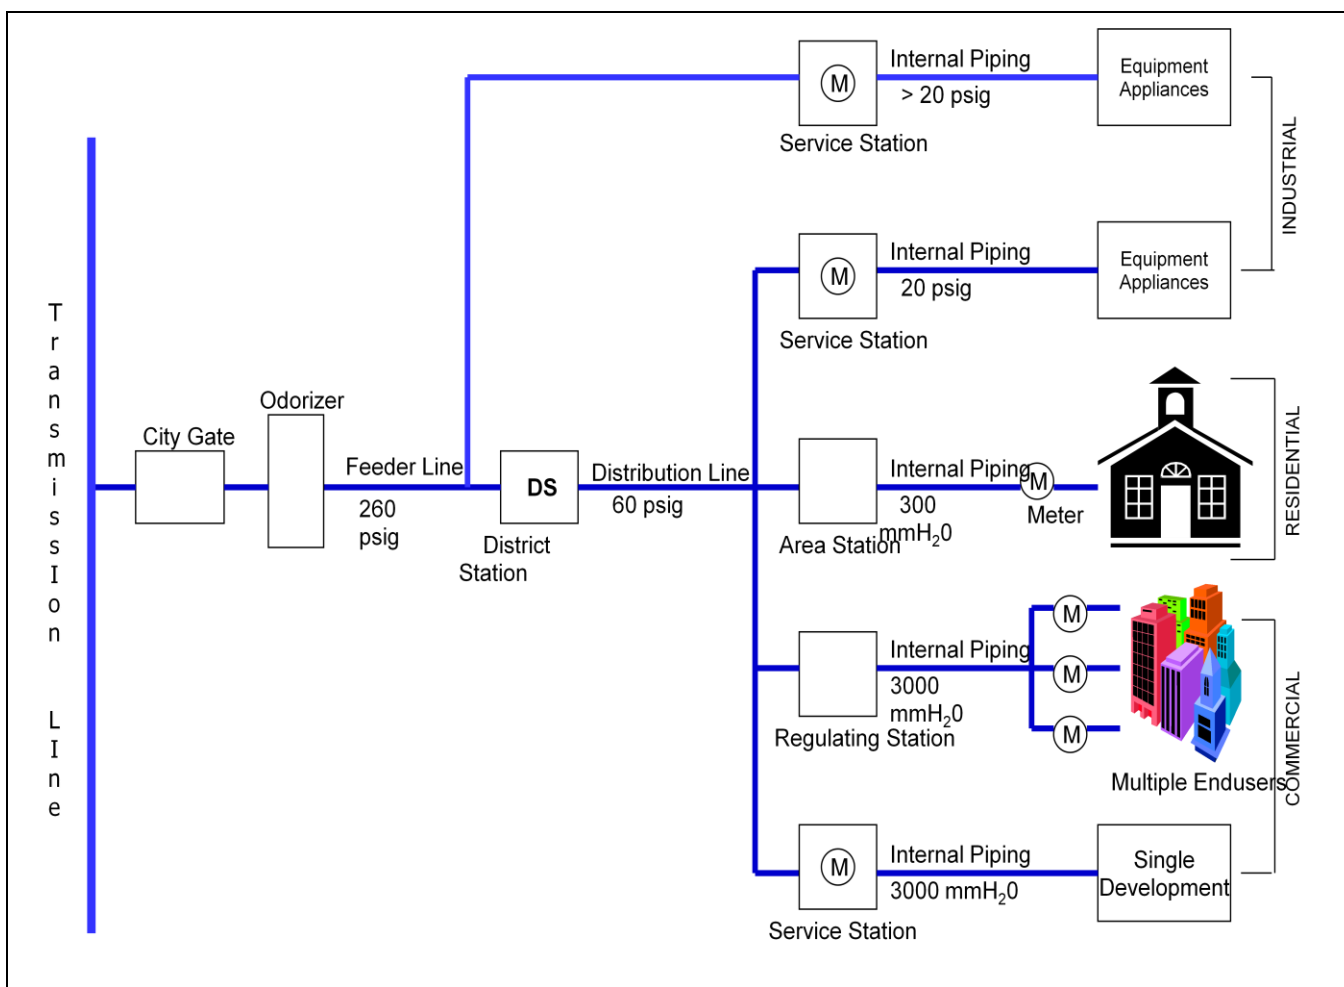 Internal Piping
> 20 psig
M
Service Station
Equipment
Appliances
INDUSTRIAL
Internal Piping
20 psig
M
Service Station
Equipment
Appliances
TransmissIon LIne
City Gate
Odorizer
Feeder Line
260
psig
DS
District
Station
Distribution Line
60 psig
Internal Piping
300
mmH₂0
Area Station
M
Meter
RESIDENTIAL
Internal Piping
3000
mmH₂0
Regulating Station
M
M
M
Multiple Endusers
COMMERCIAL
M
Internal Piping
3000 mmH₂0
Service Station
Single
Development